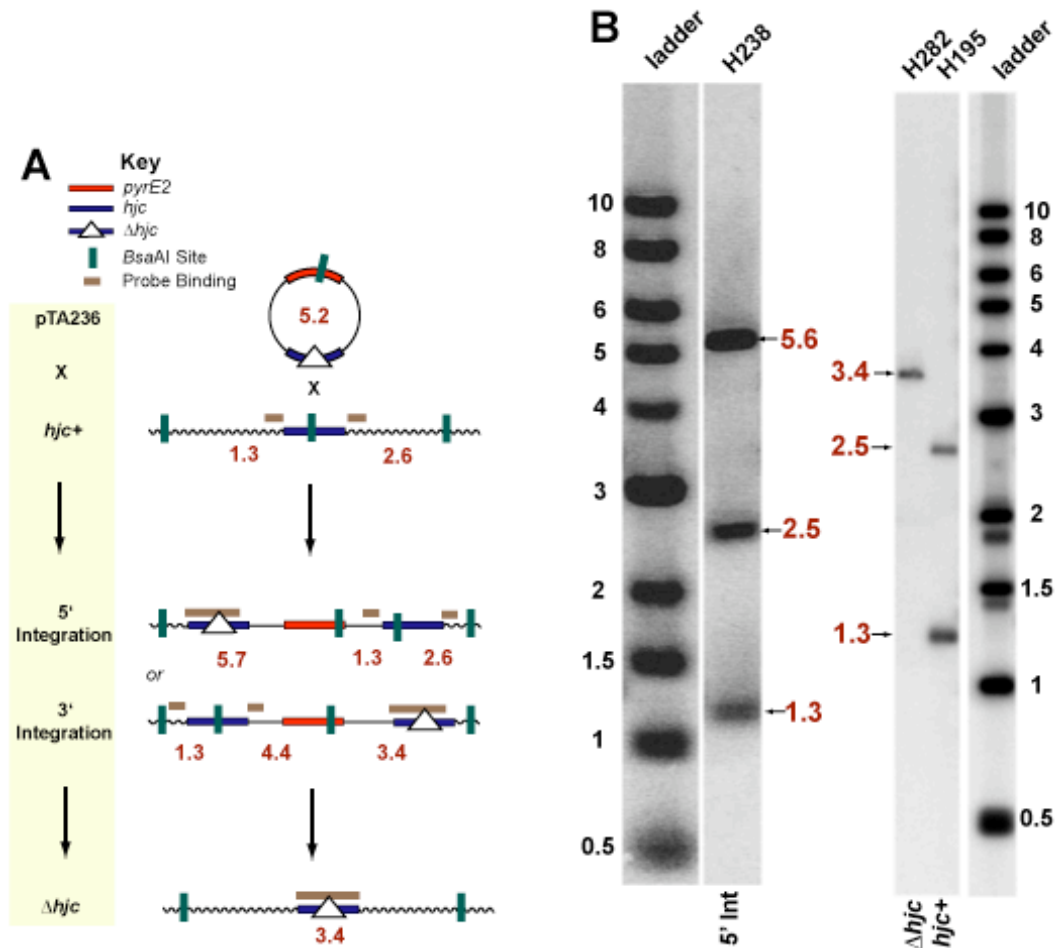 A
Key
pyrE2
hjc
Δhjc
BsaAI Site
Probe Binding
pTA236
5.2
X
X
hjc+
1.3
2.6
5'
Integration
5.7
1.3
2.6
or
3'
Integration
1.3
4.4
3.4
Δhjc
3.4
B
ladder
H238
H282
H195
ladder
10
8
6
5
4
3
2
1.5
1
0.5
5.6
2.5
1.3
5' Int
3.4
2.5
1.3
10
8
6
5
4
3
2
1.5
1
0.5
Δhjc
hjc+